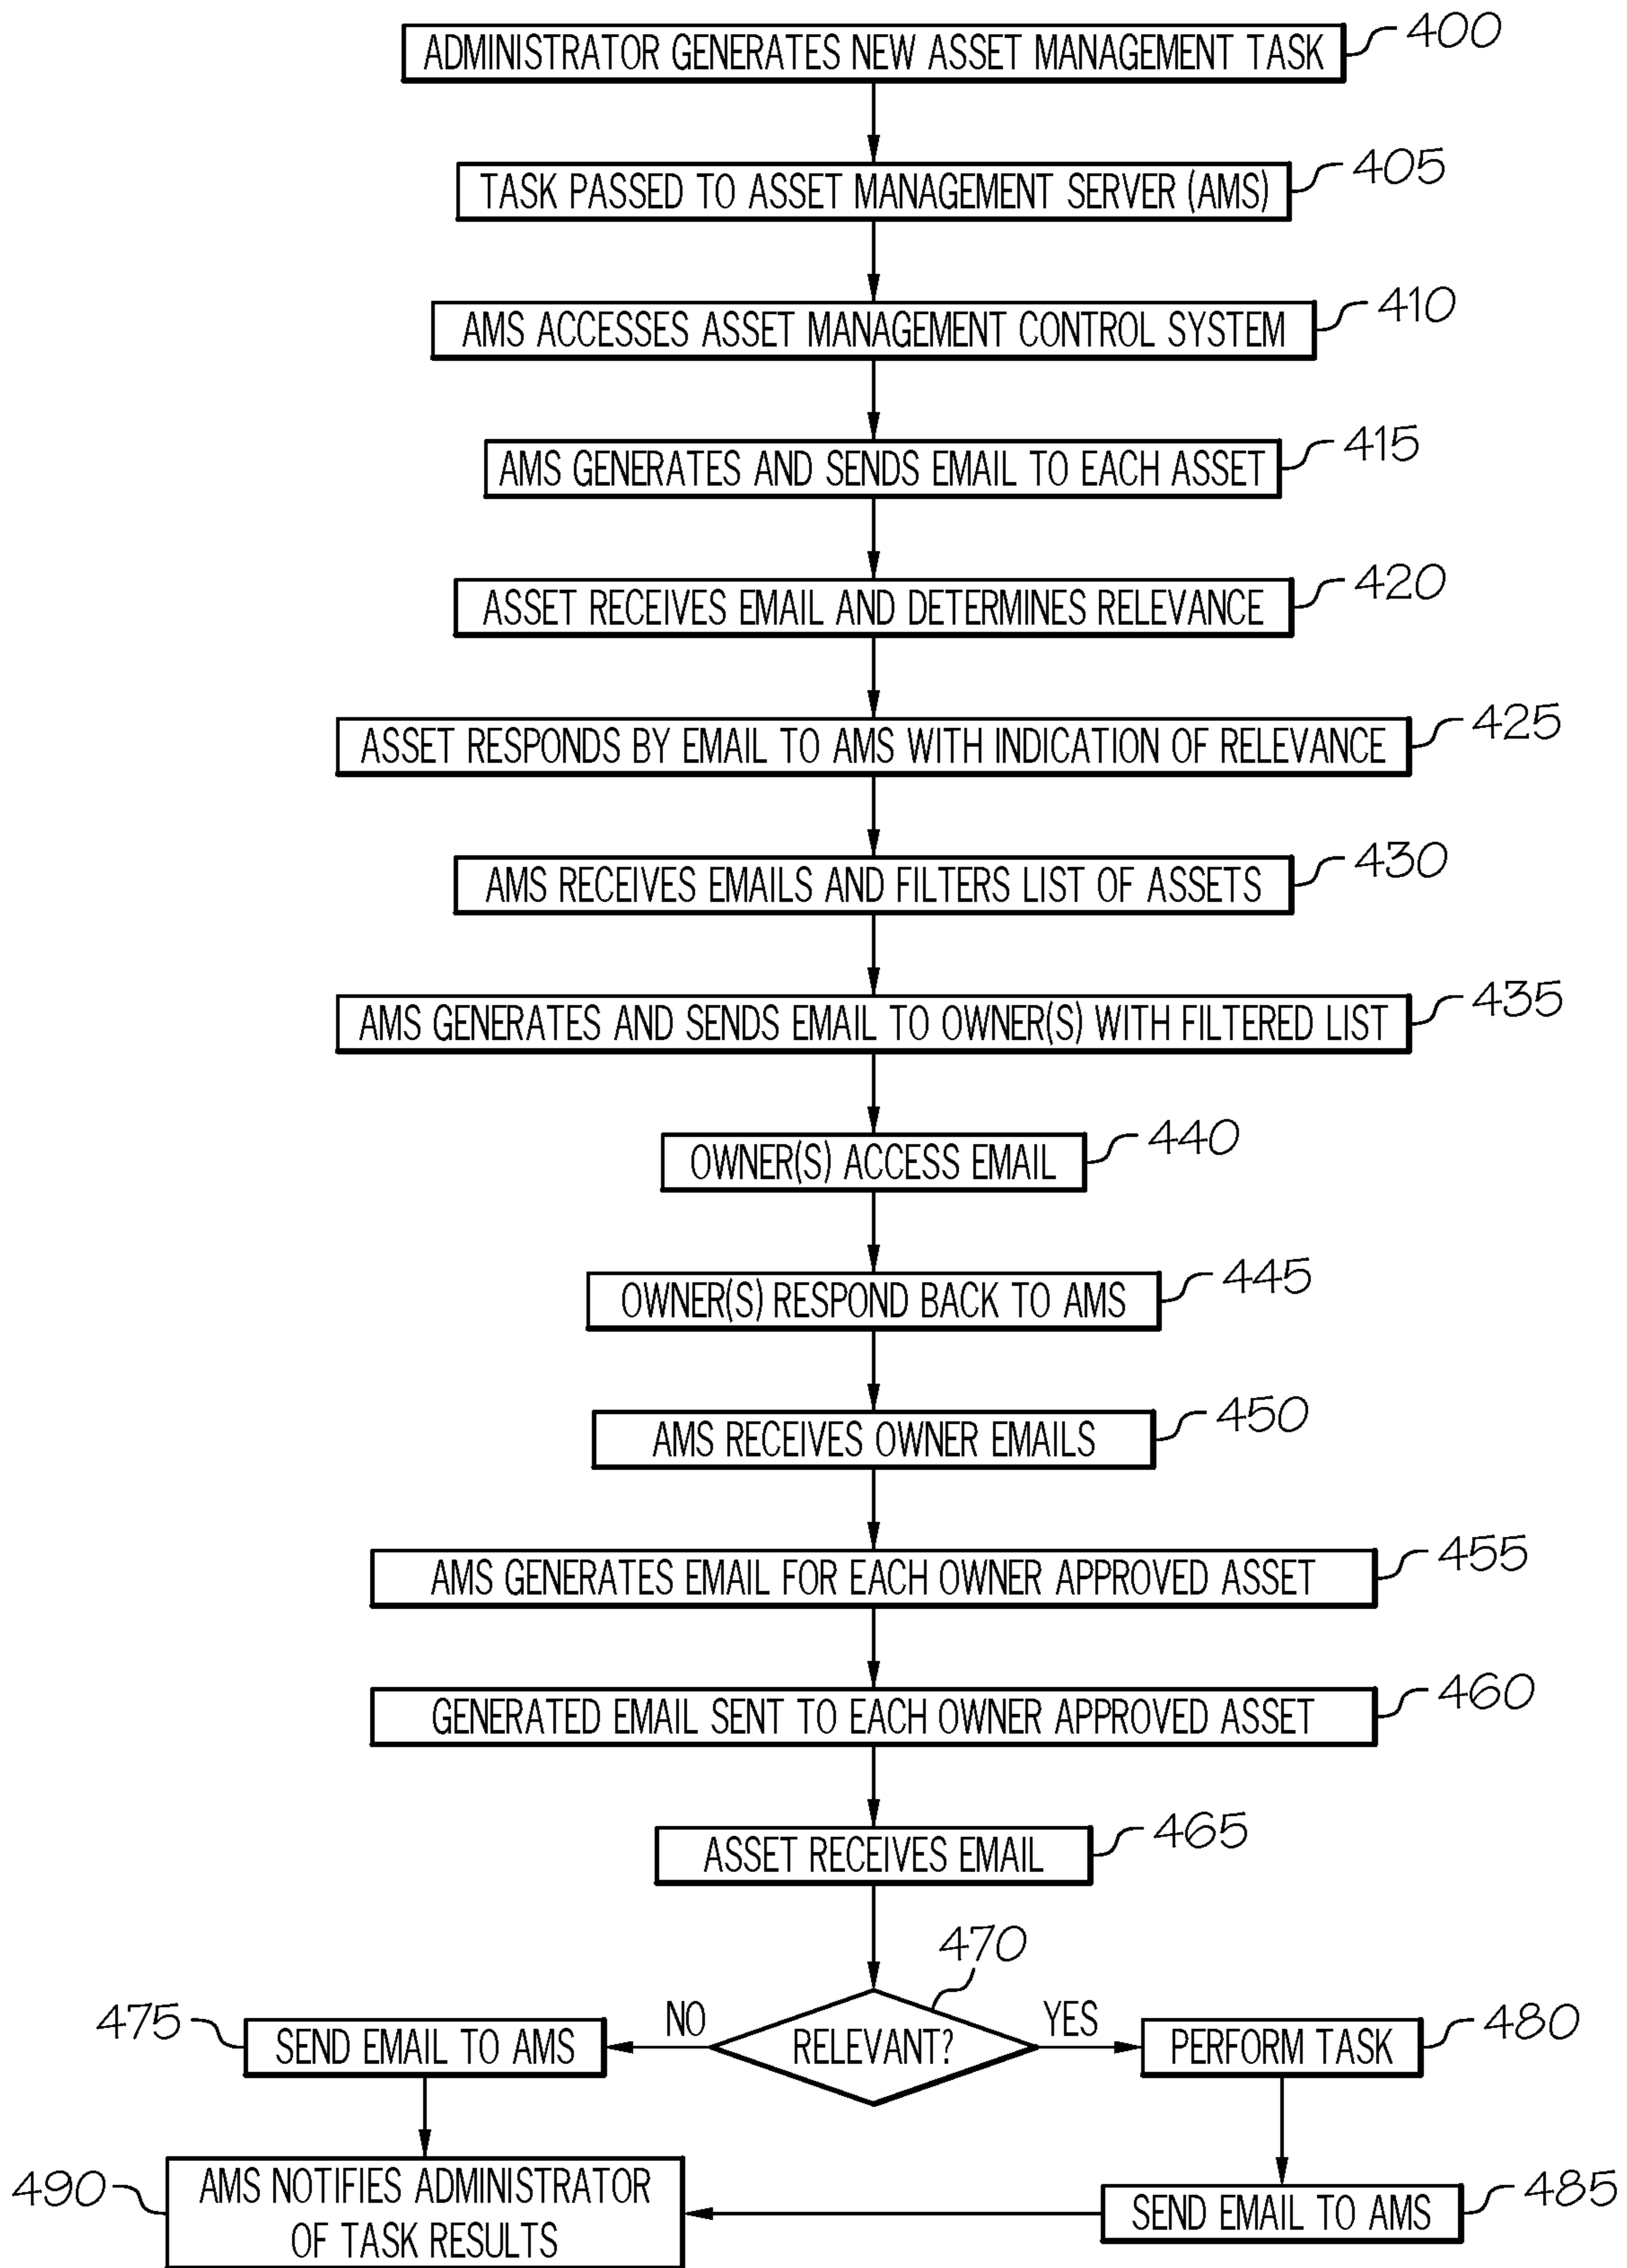 ADMINISTRATOR GENERATES NEW ASSET MANAGEMENT TASK 400
TASK PASSED TO ASSET MANAGEMENT SERVER (AMS) 405
AMS ACCESSES ASSET MANAGEMENT CONTROL SYSTEM 410
AMS GENERATES AND SENDS EMAIL TO EACH ASSET 415
ASSET RECEIVES EMAIL AND DETERMINES RELEVANCE 420
ASSET RESPONDS BY EMAIL TO AMS WITH INDICATION OF RELEVANCE 425
AMS RECEIVES EMAILS AND FILTERS LIST OF ASSETS 430
AMS GENERATES AND SENDS EMAIL TO OWNER(S) WITH FILTERED LIST 435
OWNER(S) ACCESS EMAIL 440
OWNER(S) RESPOND BACK TO AMS 445
AMS RECEIVES OWNER EMAILS 450
AMS GENERATES EMAIL FOR EACH OWNER APPROVED ASSET 455
GENERATED EMAIL SENT TO EACH OWNER APPROVED ASSET 460
ASSET RECEIVES EMAIL 465
470
475 SEND EMAIL TO AMS NO RELEVANT? YES PERFORM TASK 480
490 AMS NOTIFIES ADMINISTRATOR
OF TASK RESULTS
SEND EMAIL TO AMS 485